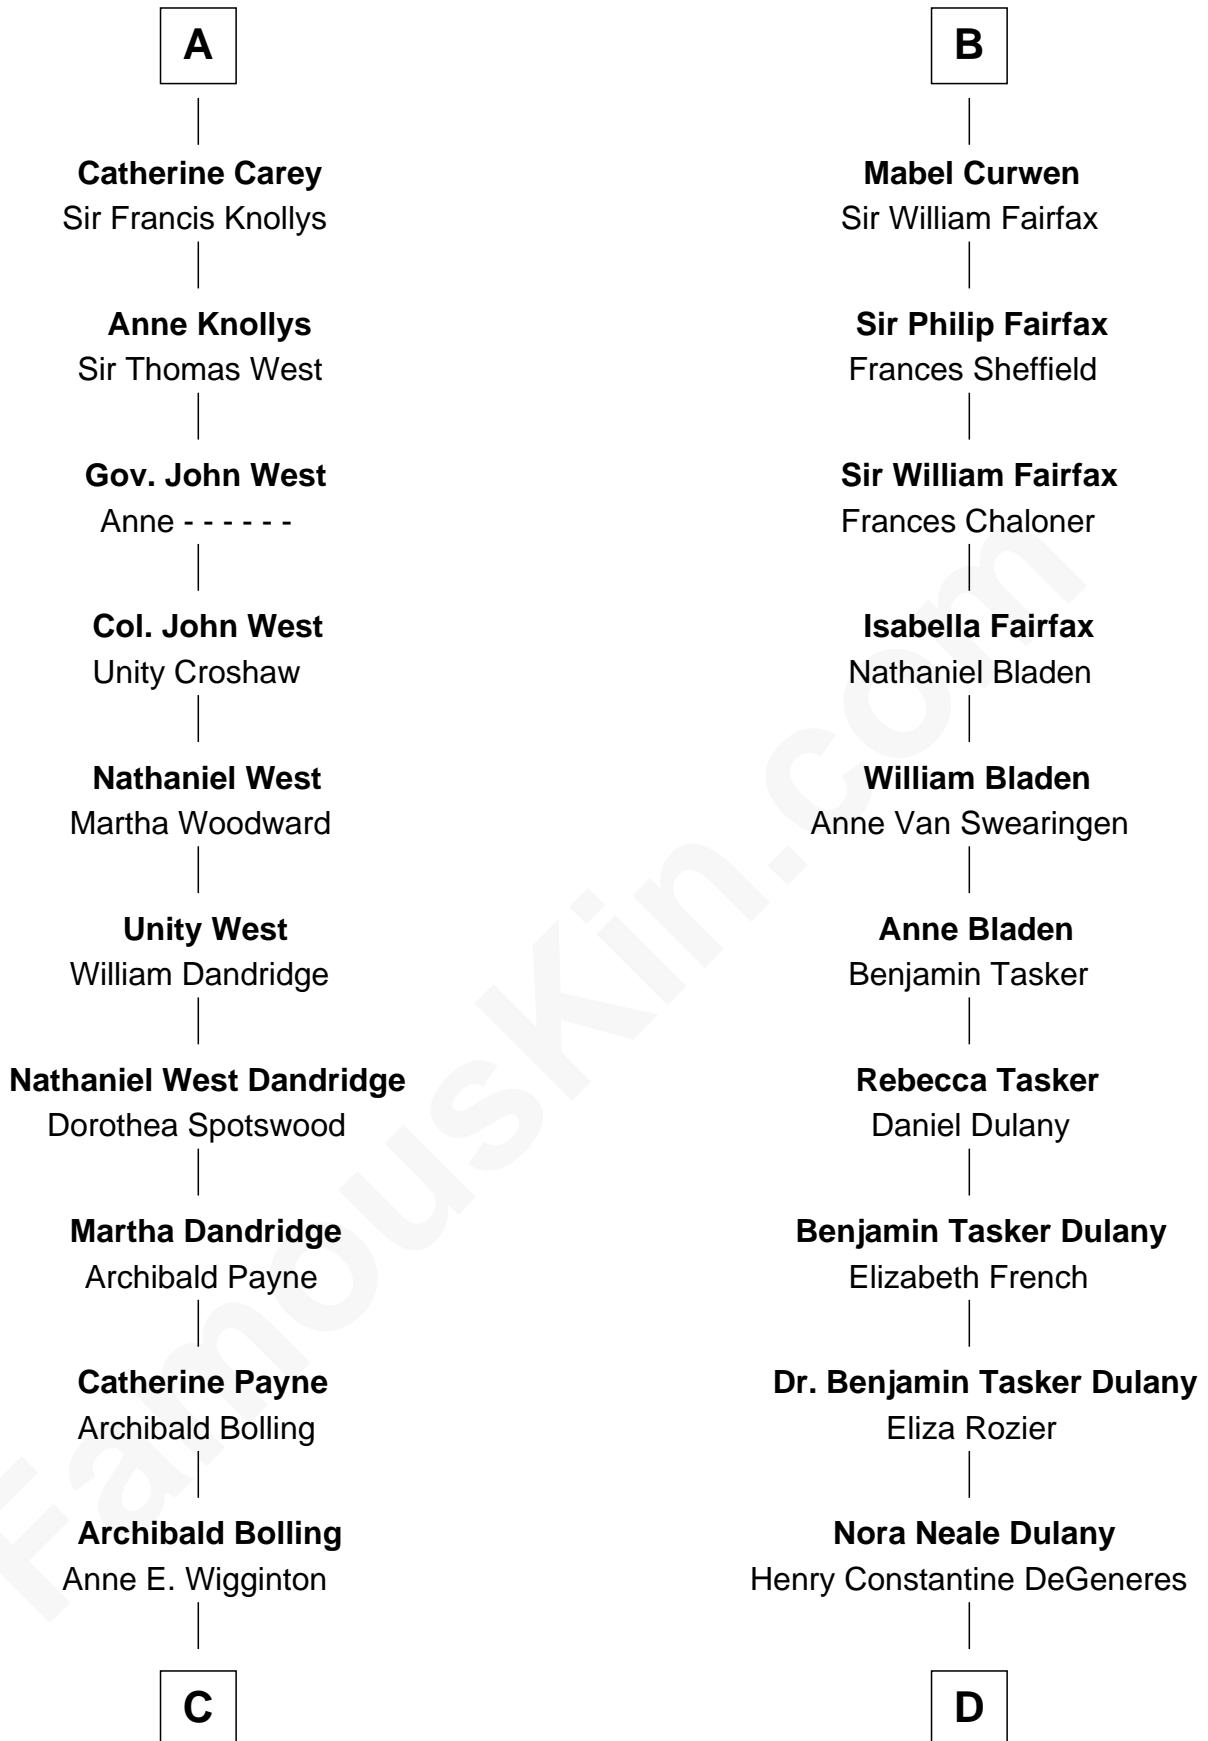 A
Catherine Carey
Sir Francis Knollys
Anne Knollys
Sir Thomas West
Gov. John West
Anne - - - - - -
Col. John West
Unity Croshaw
Nathaniel West
Martha Woodward
Unity West
William Dandridge
Nathaniel West Dandridge
Dorothea Spotswood
Martha Dandridge
Archibald Payne
Catherine Payne
Archibald Bolling
Archibald Bolling
Anne E. Wigginton
C
B
Mabel Curwen
Sir William Fairfax
Sir Philip Fairfax
Frances Sheffield
Sir William Fairfax
Frances Chaloner
Isabella Fairfax
Nathaniel Bladen
William Bladen
Anne Van Swearingen
Anne Bladen
Benjamin Tasker
Rebecca Tasker
Daniel Dulany
Benjamin Tasker Dulany
Elizabeth French
Dr. Benjamin Tasker Dulany
Eliza Rozier
Nora Neale Dulany
Henry Constantine DeGeneres
D
FamousKin.com